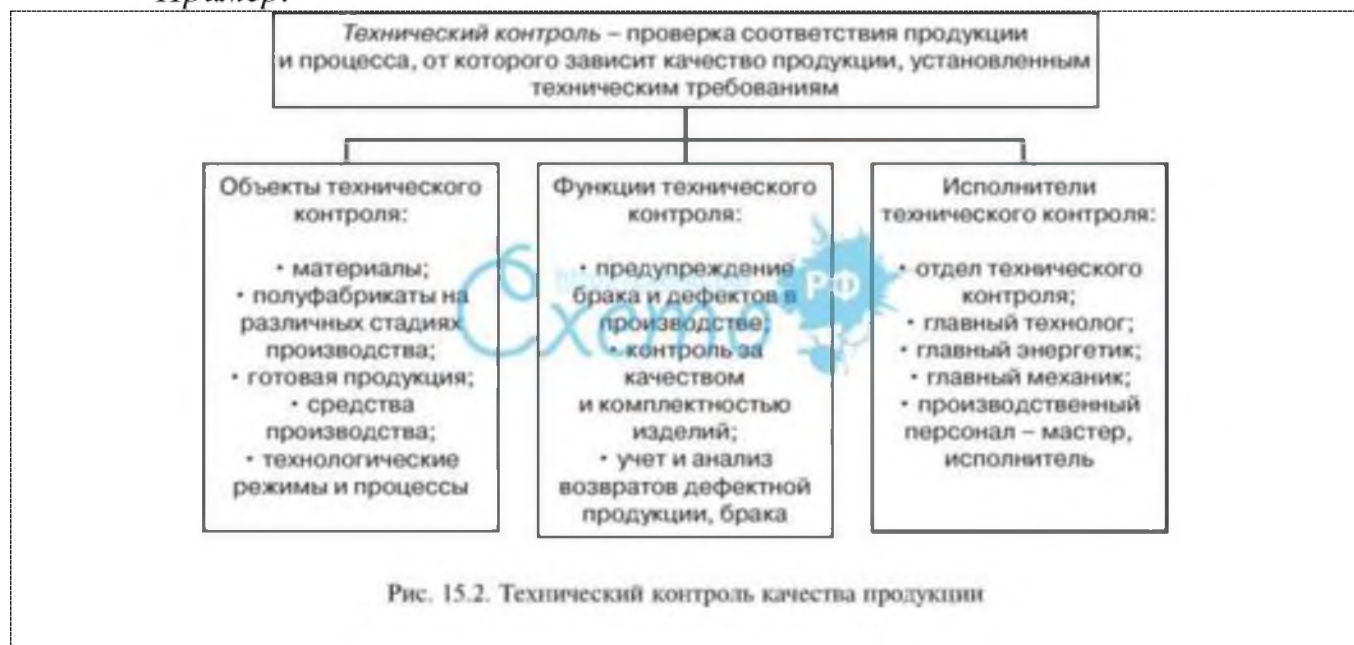 Пример:
Технический контроль – проверка соответствия продукции
и процесса, от которого зависит качество продукции, установленным
техническим требованиям
Объекты технического
контроля:
• материалы;
• полуфабрикаты на
различных стадиях
производства;
• готовая продукция;
• средства
производства;
• технологические
режимы и процессы
Функции технического
контроля:
• предупреждение
брака и дефектов в
производстве;
• контроль за
качеством
и комплектностью
изделий;
• учет и анализ
возвратов дефектной
продукции, брака
Исполнители
технического контроля:
• отдел технического
контроля;
• главный технолог;
• главный энергетик;
• главный механик;
• производственный
персонал – мастер,
исполнитель
Схемо
РФ
Рис. 15.2. Технический контроль качества продукции